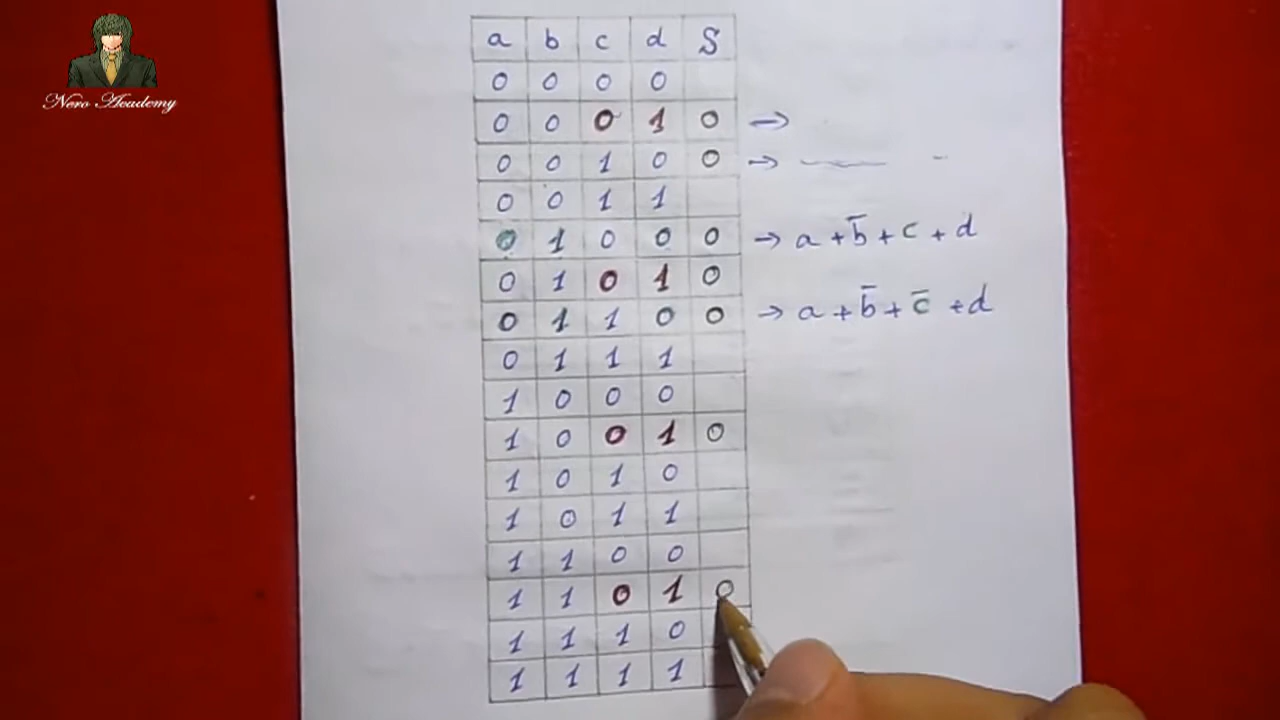 Nero Academy
a b c d S
0 0 0 0
0 0 0 1 0 →
0 0 1 0 0 →
0 0 1 1
0 1 0 0 0 → a + b̅ + c + d
0 1 0 1 0
0 1 1 0 0 → a + b̅ + c̅ + d
0 1 1 1
1 0 0 0
1 0 0 1 0
1 0 1 0
1 0 1 1
1 1 0 0
1 1 0 1 0
1 1 1 0
1 1 1 1